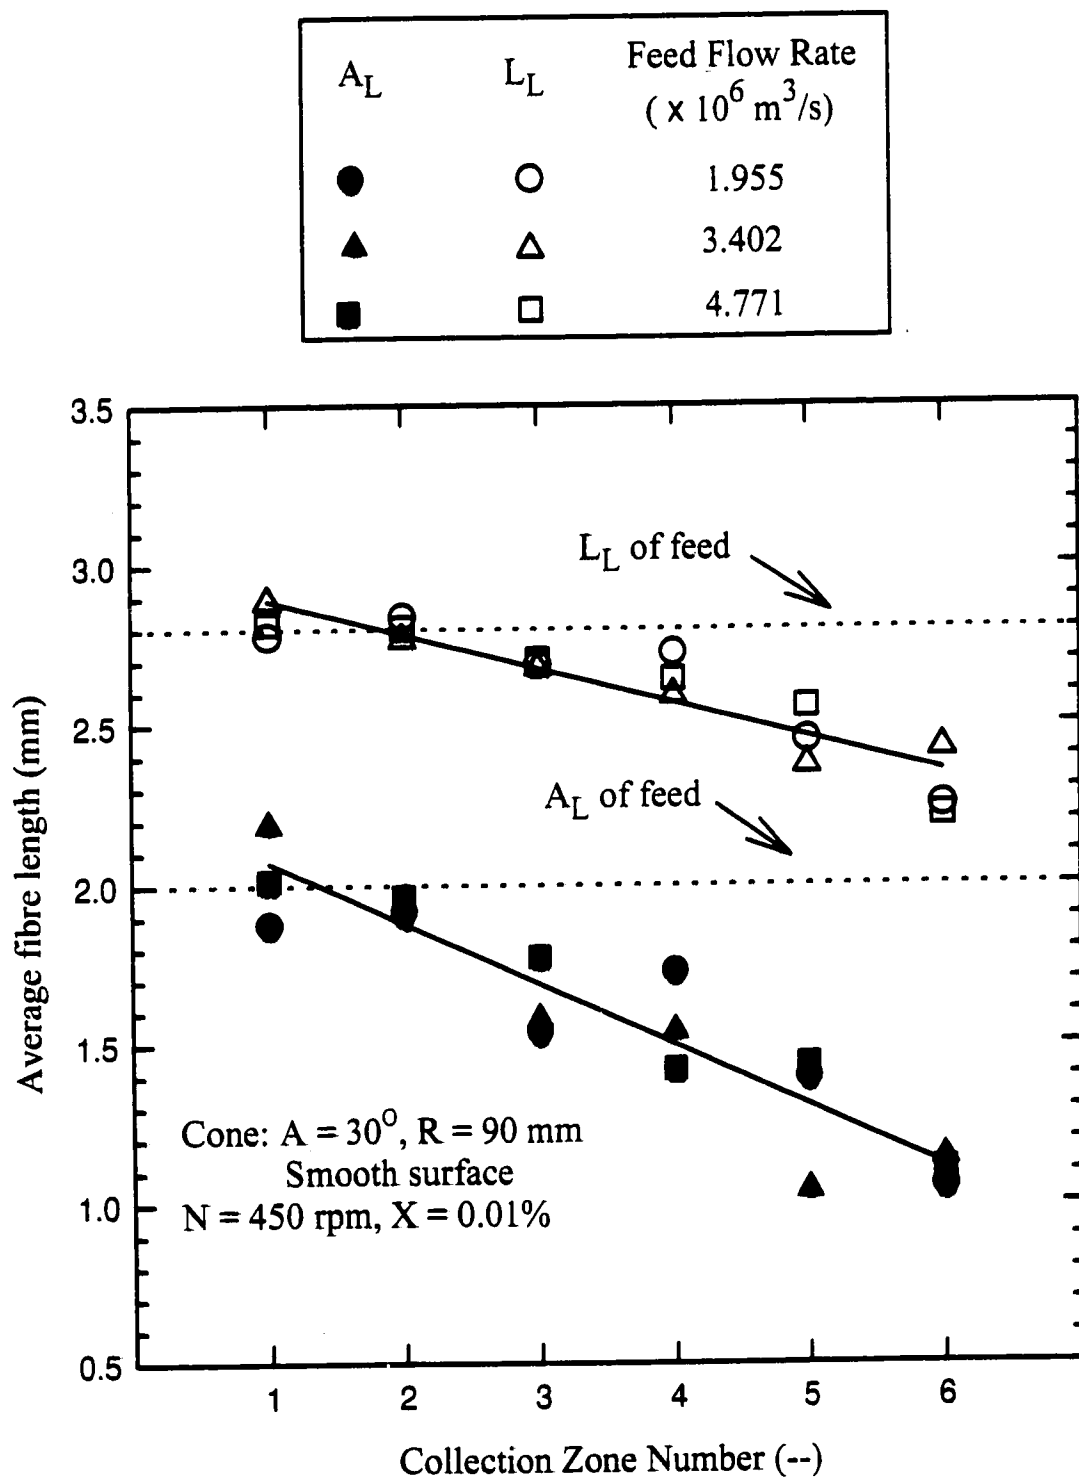 A_L L_L Feed Flow Rate
( x 10^6 m^3/s)
1.955
3.402
4.771
3.5
3.0
2.5
2.0
1.5
1.0
0.5
Average fibre length (mm)
L_L of feed
A_L of feed
Cone: A = 30^O, R = 90 mm
Smooth surface
N = 450 rpm, X = 0.01%
1 2 3 4 5 6
Collection Zone Number (--)